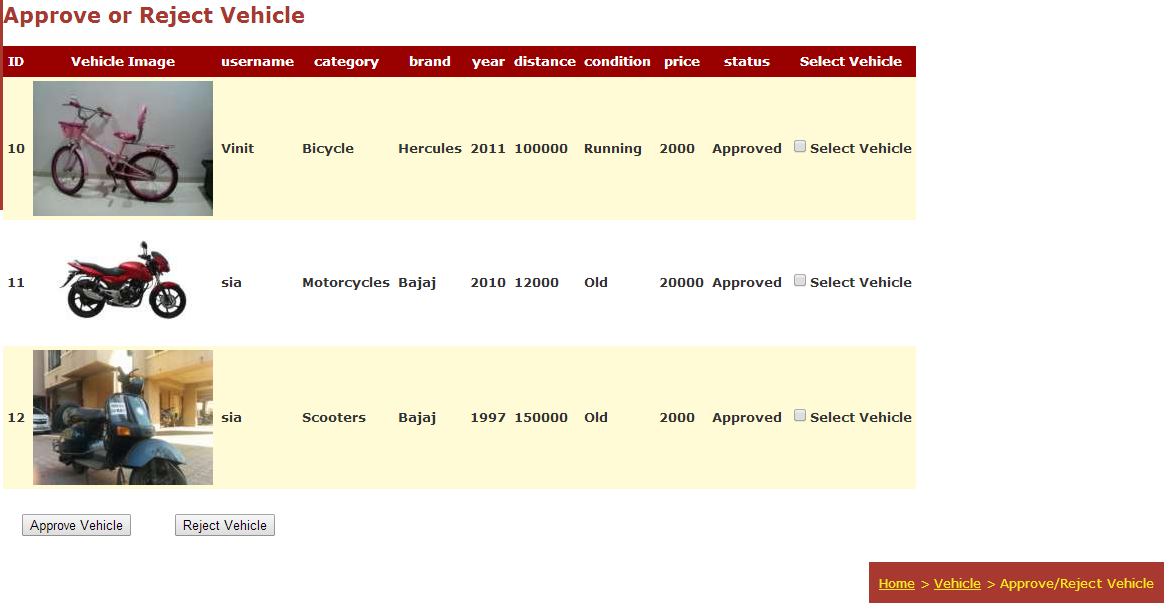 Approve or Reject Vehicle
ID Vehicle Image username category brand year distance condition price status Select Vehicle
10 Vinit Bicycle Hercules 2011 100000 Running 2000 Approved Select Vehicle
11 sia Motorcycles Bajaj 2010 12000 Old 20000 Approved Select Vehicle
12 sia Scooters Bajaj 1997 150000 Old 2000 Approved Select Vehicle
Approve Vehicle Reject Vehicle
Home > Vehicle > Approve/Reject Vehicle